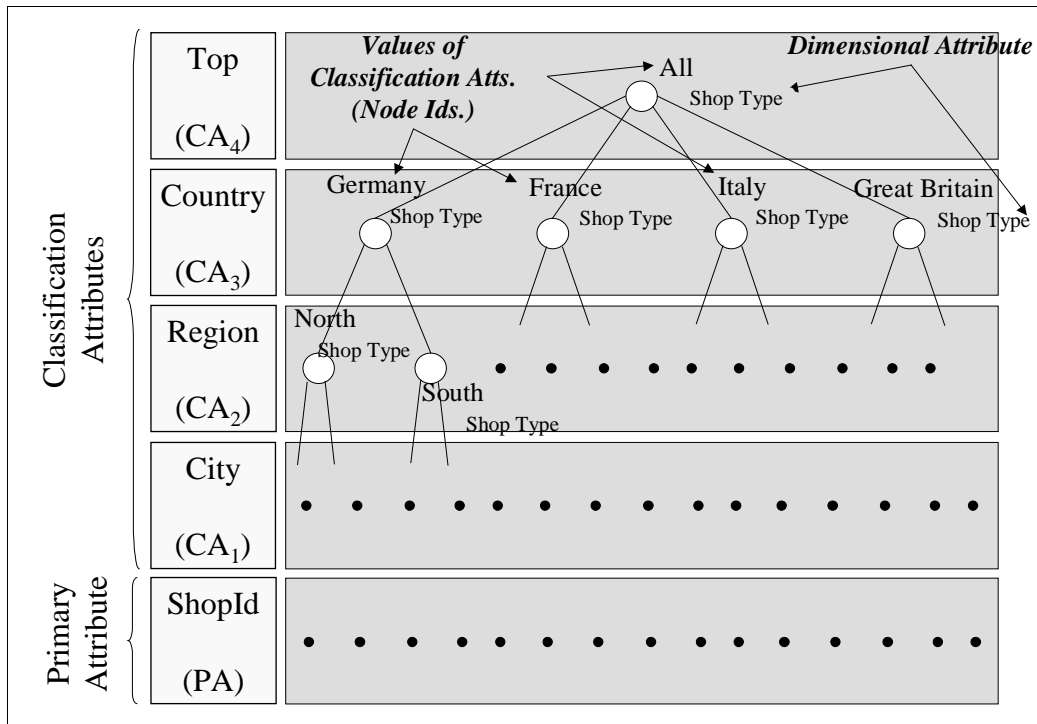 Top
(CA4)
Values of
Classification Atts.
(Node Ids.)
Dimensional Attribute
All
Shop Type
Classification
Attributes
Country
(CA3)
Germany
Shop Type
France
Shop Type
Italy
Shop Type
Great Britain
Shop Type
Region
(CA2)
North
Shop Type
South
Shop Type
City
(CA1)
Primary
Attribute
ShopId
(PA)